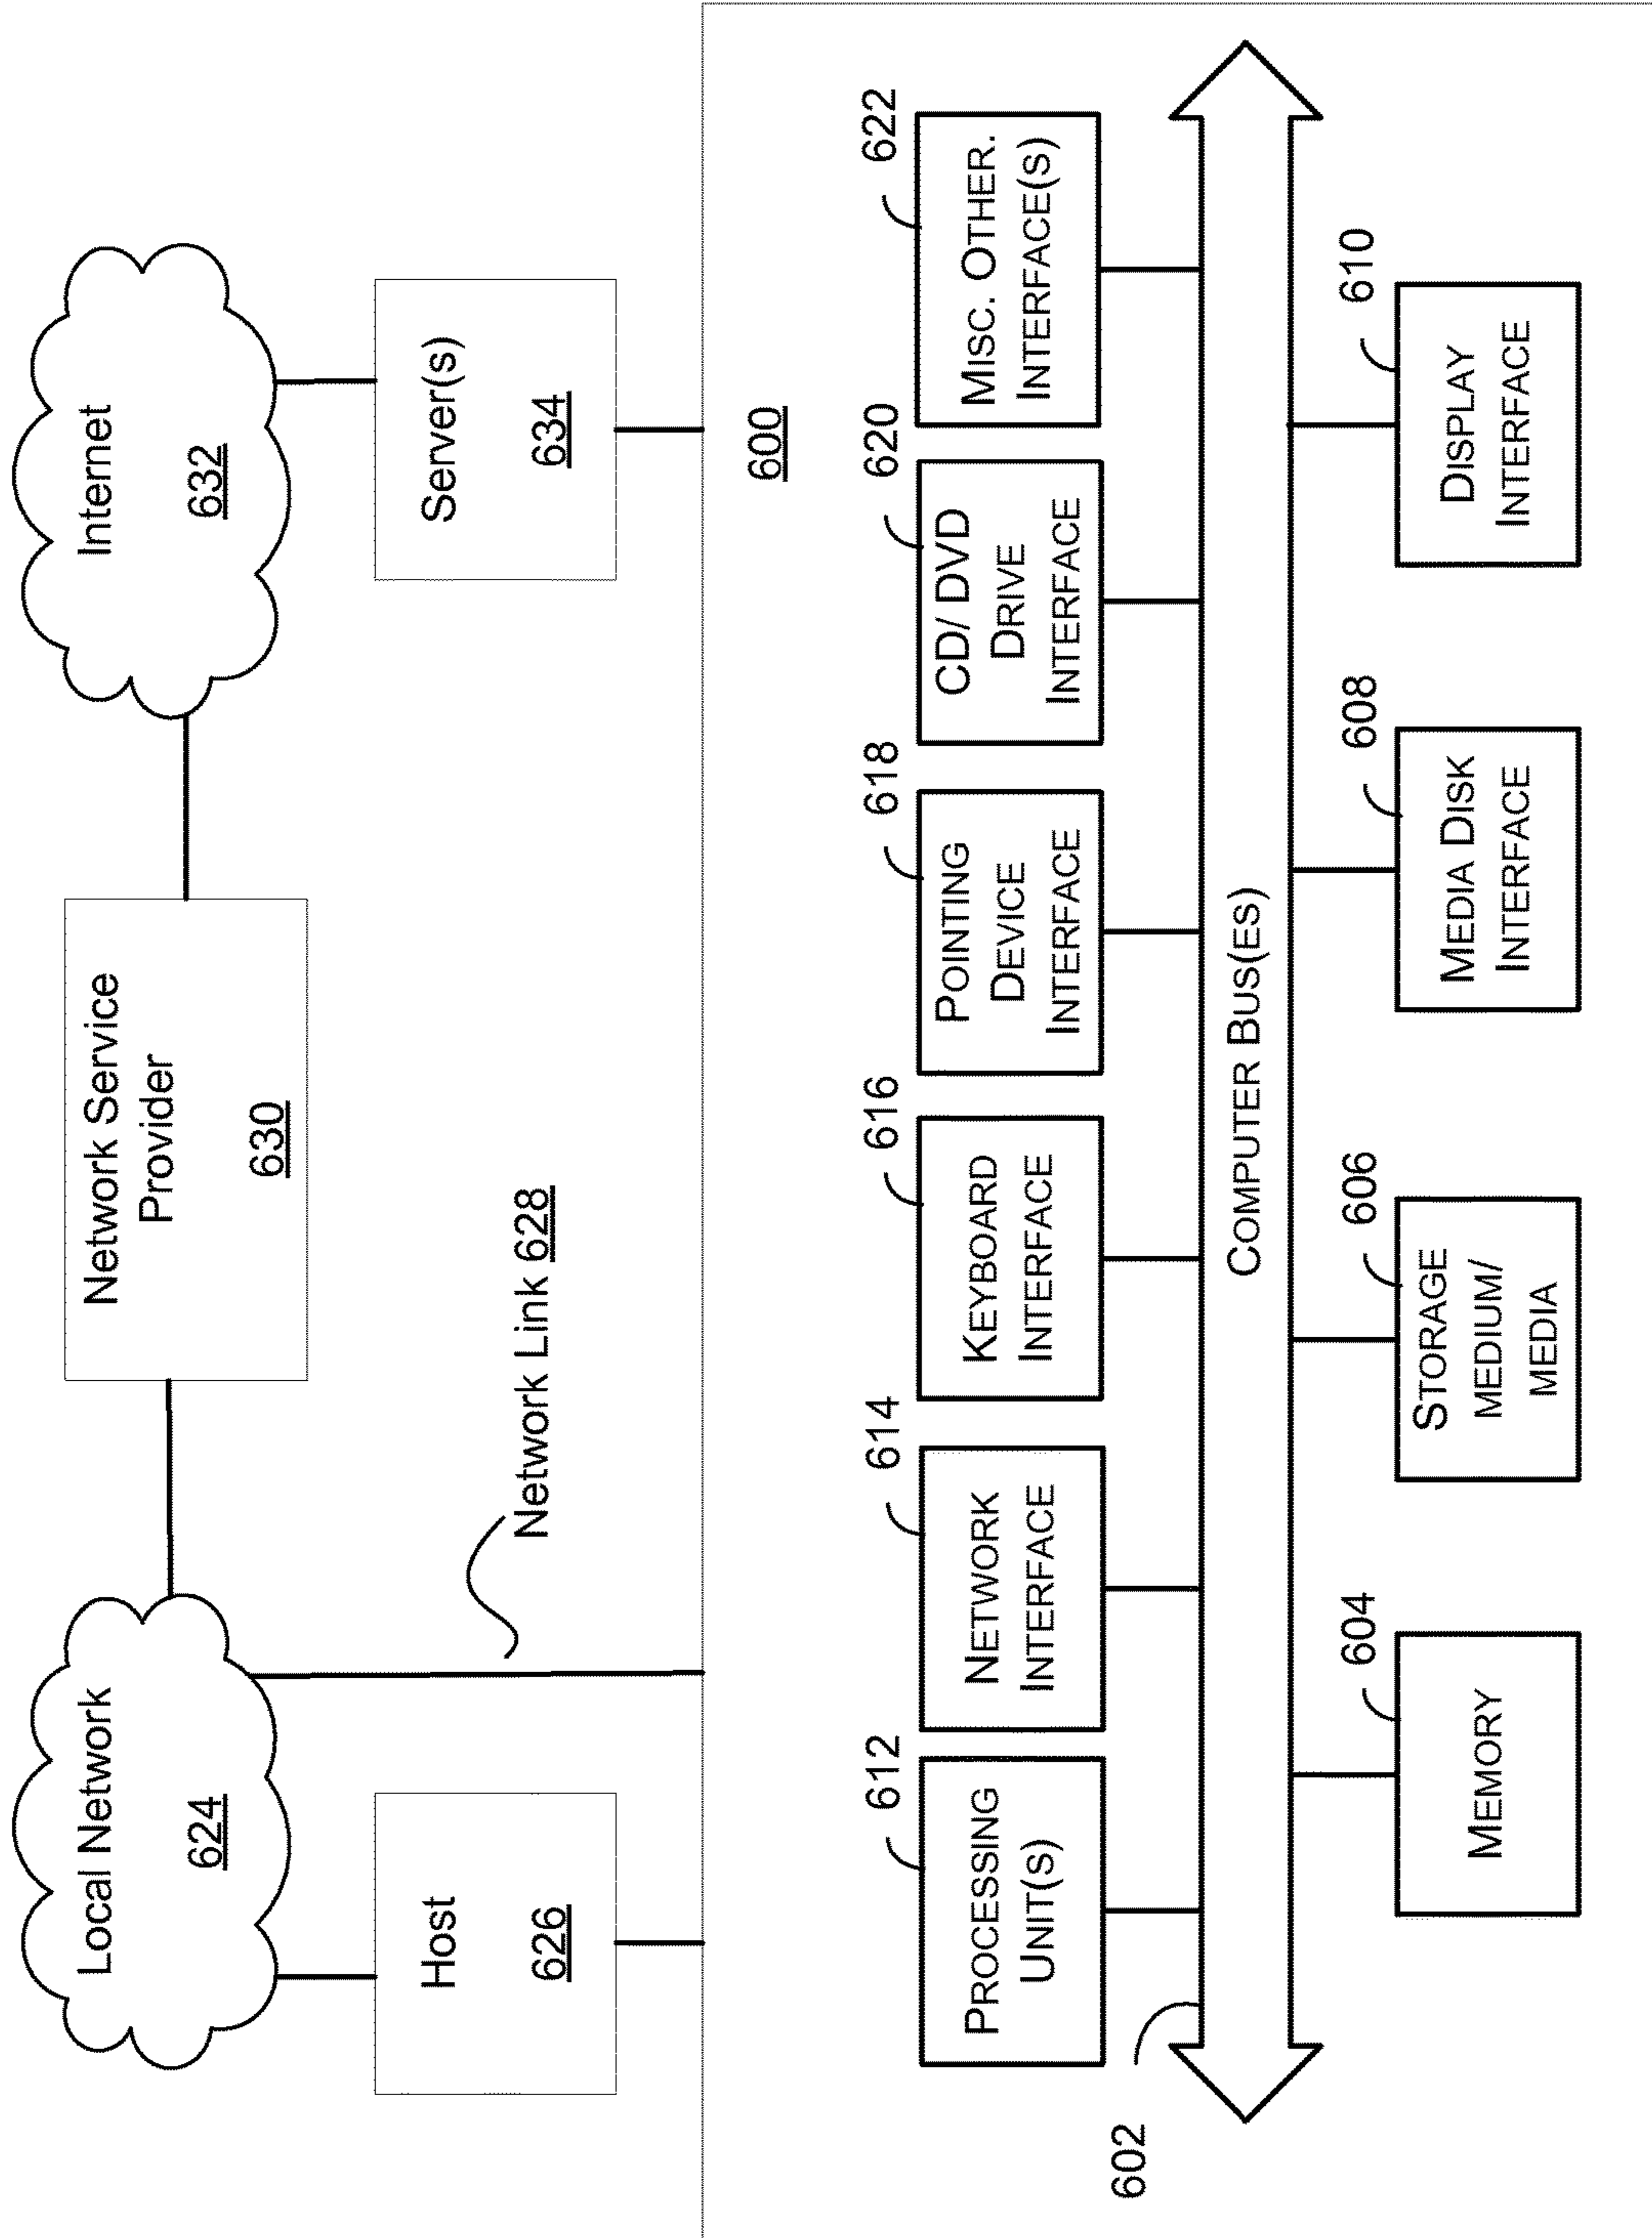 Local Network
624
Network Service
Provider
630
Internet
632
Host
626
Network Link 628
Server(s)
634
600
612
PROCESSING
UNIT(S)
614
NETWORK
INTERFACE
616
KEYBOARD
INTERFACE
618
POINTING
DEVICE
INTERFACE
620
CD/ DVD
DRIVE
INTERFACE
622
MISC. OTHER.
INTERFACE(S)
602
COMPUTER BUS(ES)
604
MEMORY
606
STORAGE
MEDIUM/
MEDIA
608
MEDIA DISK
INTERFACE
610
DISPLAY
INTERFACE